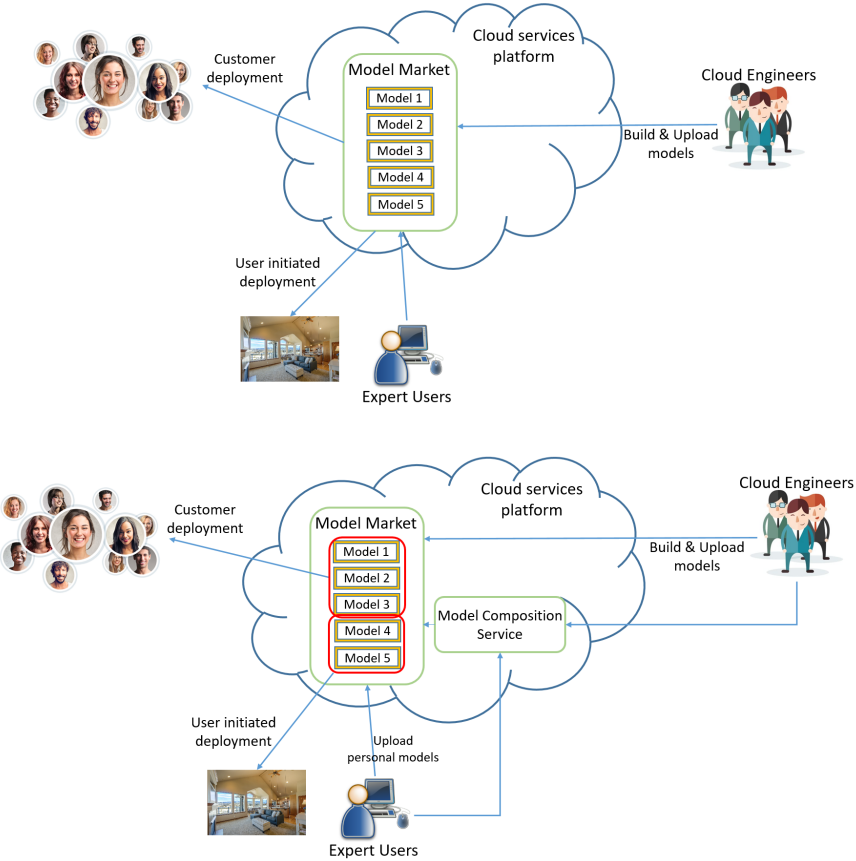 Cloud services
platform
Customer
deployment
Model Market
Cloud Engineers
Model 1
Model 2
Model 3
Model 4
Model 5
Build & Upload
models
User initiated
deployment
Expert Users
Cloud services
platform
Cloud Engineers
Customer
deployment
Model Market
Model 1
Model 2
Model 3
Model 4
Model 5
Build & Upload
models
Model Composition
Service
User initiated
deployment
Upload
personal models
Expert Users